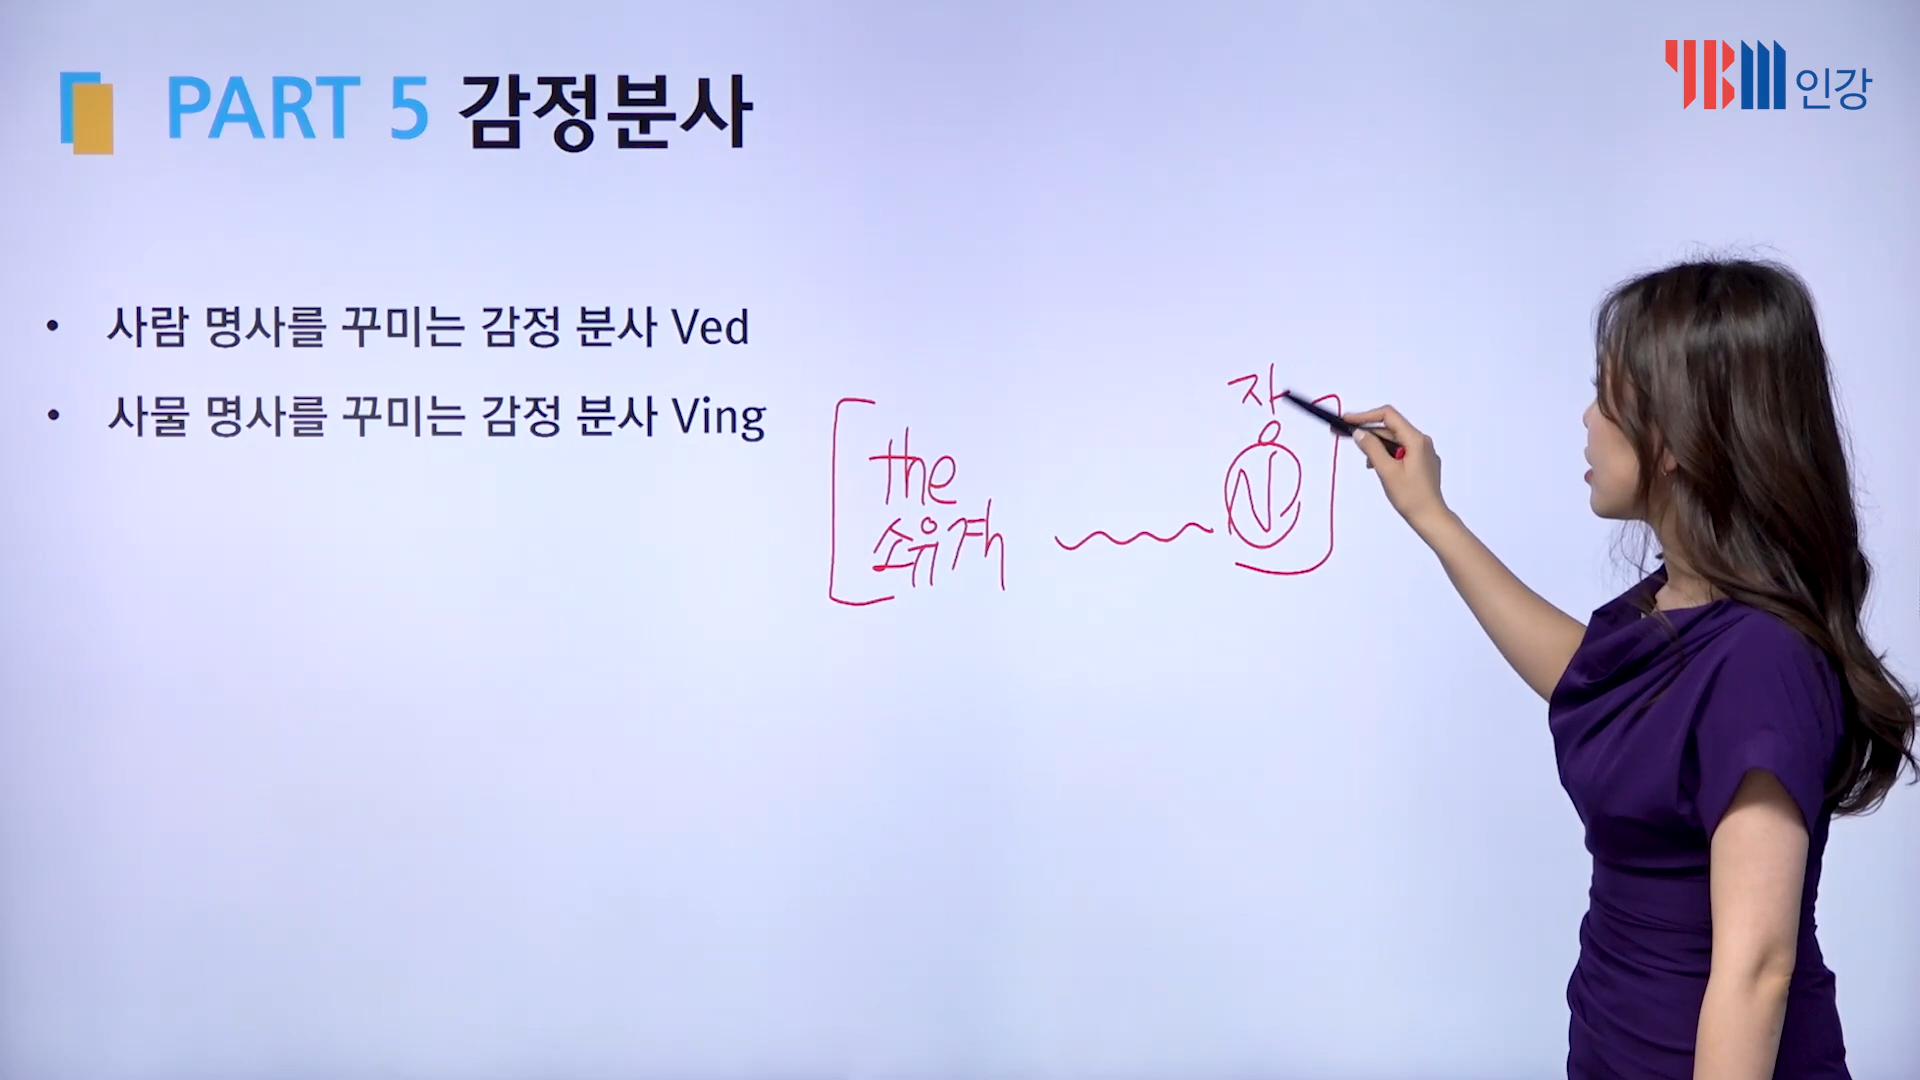 YBM 인강
PART 5 감정분사
• 사람 명사를 꾸미는 감정 분사 Ved
• 사물 명사를 꾸미는 감정 분사 Ving
장
the
N
소유격